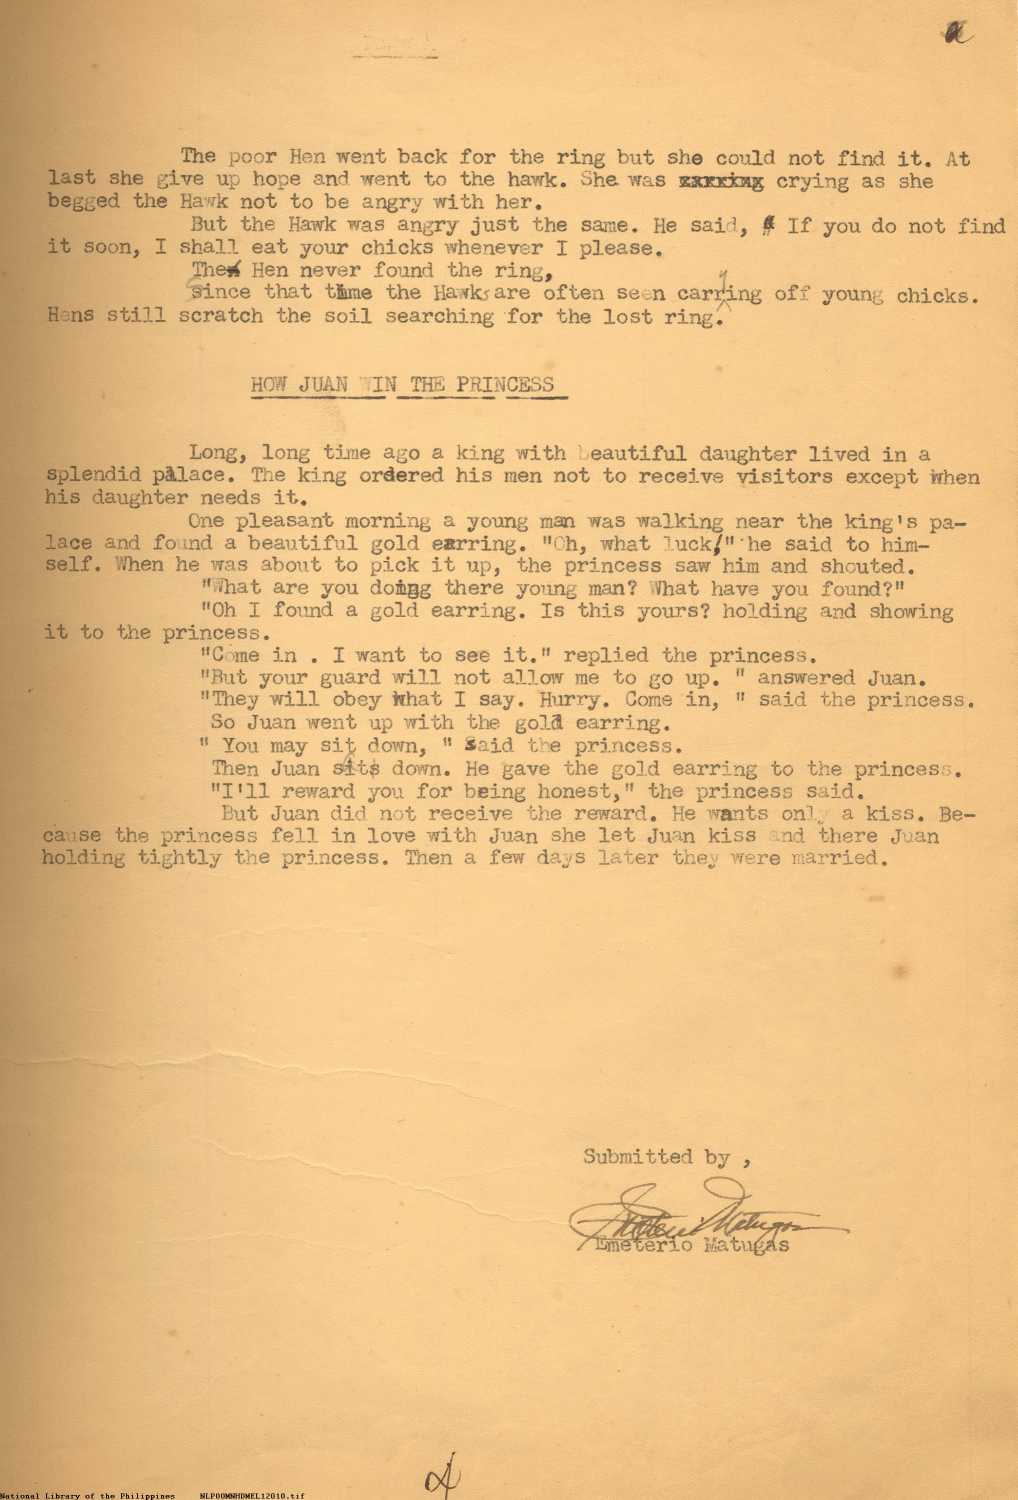 The poor Hen went back for the ring but she could not find it. At
last she give up hope and went to the hawk. She was crying as she
begged the Hawk not to be angry with her.
But the Hawk was angry just the same. He said, " If you do not find
it soon, I shall eat your chicks whenever I please.
The Hen never found the ring,
Since that time the Hawks are often seen carrying off young chicks.
Hens still scratch the soil searching for the lost ring.
HOW JUAN WIN THE PRINCESS
Long, long time ago a king with beautiful daughter lived in a
splendid palace. The king ordered his men not to receive visitors except when
his daughter needs it.
One pleasant morning a young man was walking near the king's pa-
lace and found a beautiful gold earring. "Oh, what luck!" he said to him-
self. When he was about to pick it up, the princess saw him and shouted.
"What are you doing there young man? What have you found?"
"Oh I found a gold earring. Is this yours? holding and showing
it to the princess.
"Come in . I want to see it." replied the princess.
"But your guard will not allow me to go up. " answered Juan.
"They will obey what I say. Hurry. Come in, " said the princess.
So Juan went up with the gold earring.
" You may sit down, " Said the princess.
Then Juan sits down. He gave the gold earring to the princess.
"I'll reward you for being honest," the princess said.
But Juan did not receive the reward. He wants only a kiss. Be-
cause the princess fell in love with Juan she let Juan kiss and there Juan
holding tightly the princess. Then a few days later they were married.
Submitted by ,
Emeterio Matugas
Emeterio Matugas
National Library of the Philippines NLPOOMNHDMEL12010.tif